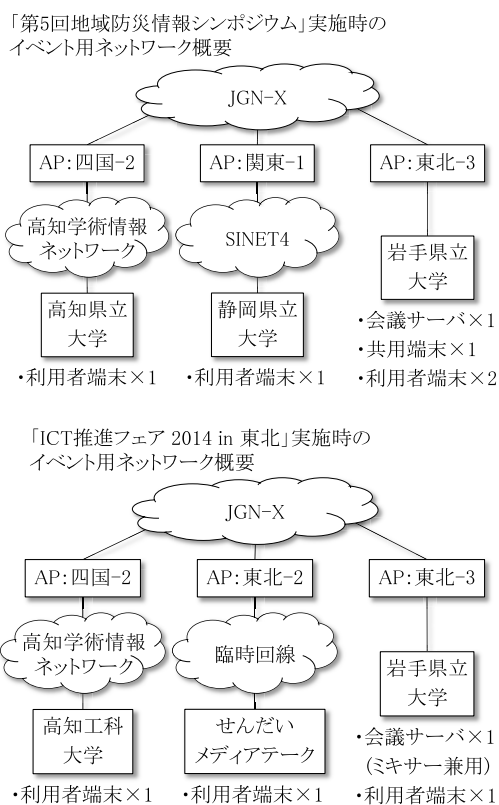 「第5回地域防災情報シンポジウム」実施時の
イベント用ネットワーク概要
JGN-X
AP:四国-2
AP:関東-1
AP:東北-3
高知学術情報
ネットワーク
SINET4
岩手県立
大学
高知県立
大学
静岡県立
大学
・会議サーバ×1
・共用端末×1
・利用者端末×2
・利用者端末×1
・利用者端末×1
「ICT推進フェア 2014 in 東北」実施時の
イベント用ネットワーク概要
JGN-X
AP:四国-2
AP:東北-2
AP:東北-3
高知学術情報
ネットワーク
臨時回線
岩手県立
大学
高知工科
大学
せんだい
メディアテーク
・会議サーバ×1
(ミキサー兼用)
・利用者端末×1
・利用者端末×1
・利用者端末×1